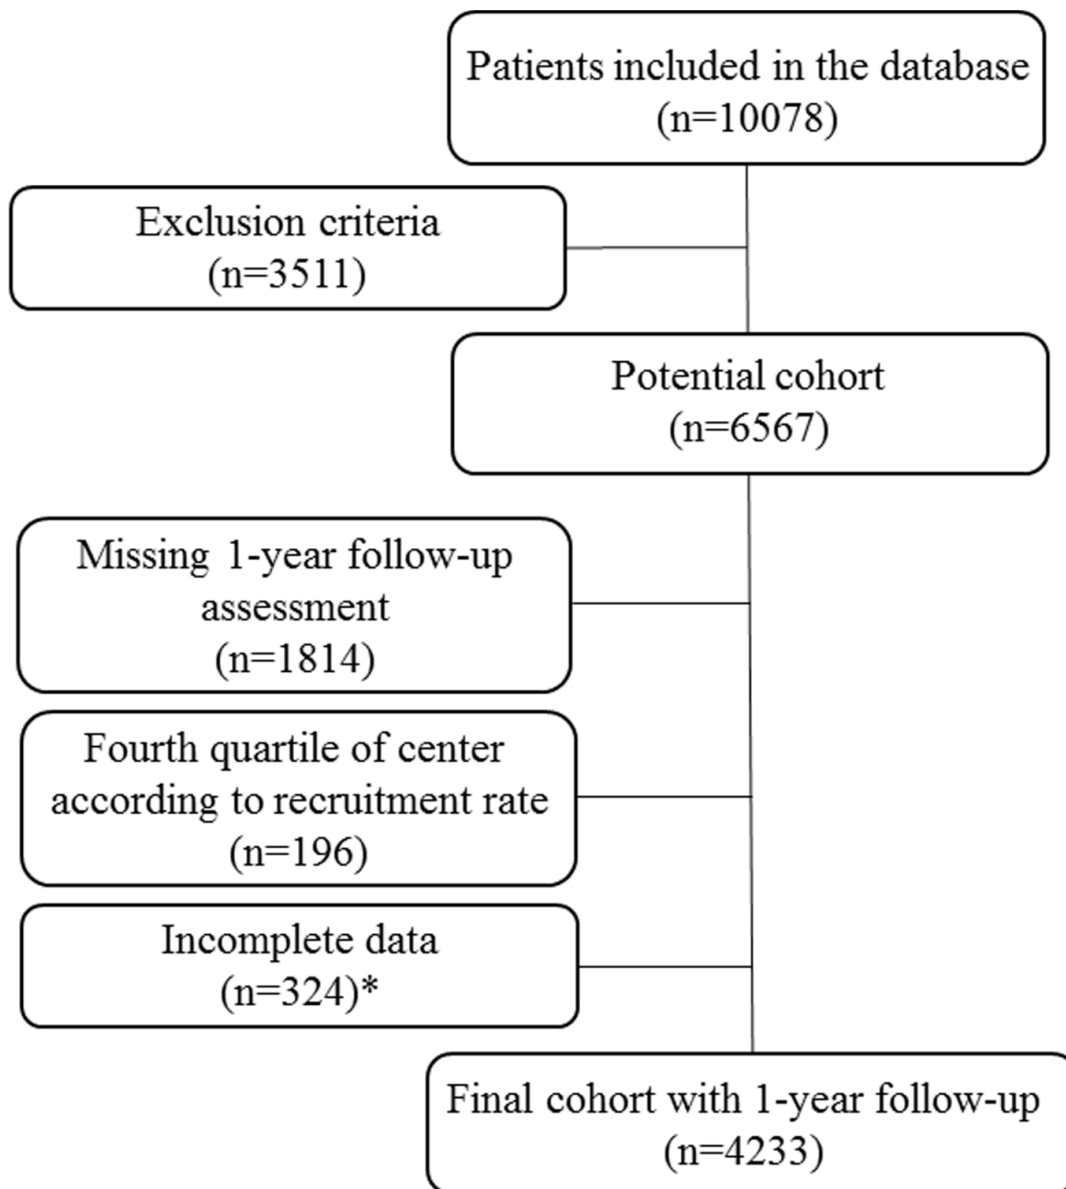 Patients included in the database
(n=10078)
Exclusion criteria
(n=3511)
Potential cohort
(n=6567)
Missing 1-year follow-up
assessment
(n=1814)
Fourth quartile of center
according to recruitment rate
(n=196)
Incomplete data
(n=324)*
Final cohort with 1-year follow-up
(n=4233)